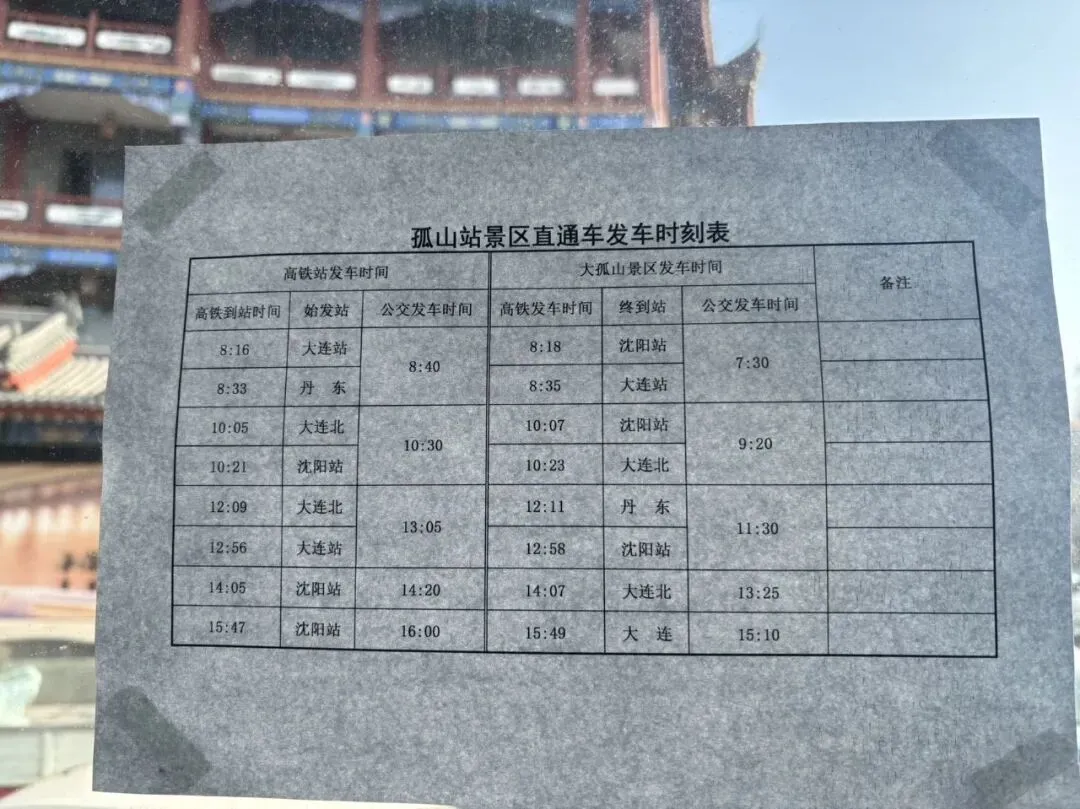 孤山站景区直通车发车时刻表
高铁站发车时间 大孤山景区发车时间 备注
高铁到站时间 始发站 公交发车时间 高铁发车时间 终到站 公交发车时间
8:16 大连站 8:40 8:18 沈阳站 7:30
8:33 丹 东 8:35 大连站
10:05 大连北 10:30 10:07 沈阳站 9:20
10:21 沈阳站 10:23 大连北
12:09 大连北 13:05 12:11 丹 东 11:30
12:56 大连站 12:58 沈阳站
14:05 沈阳站 14:20 14:07 大连北 13:25
15:47 沈阳站 16:00 15:49 大 连 15:10